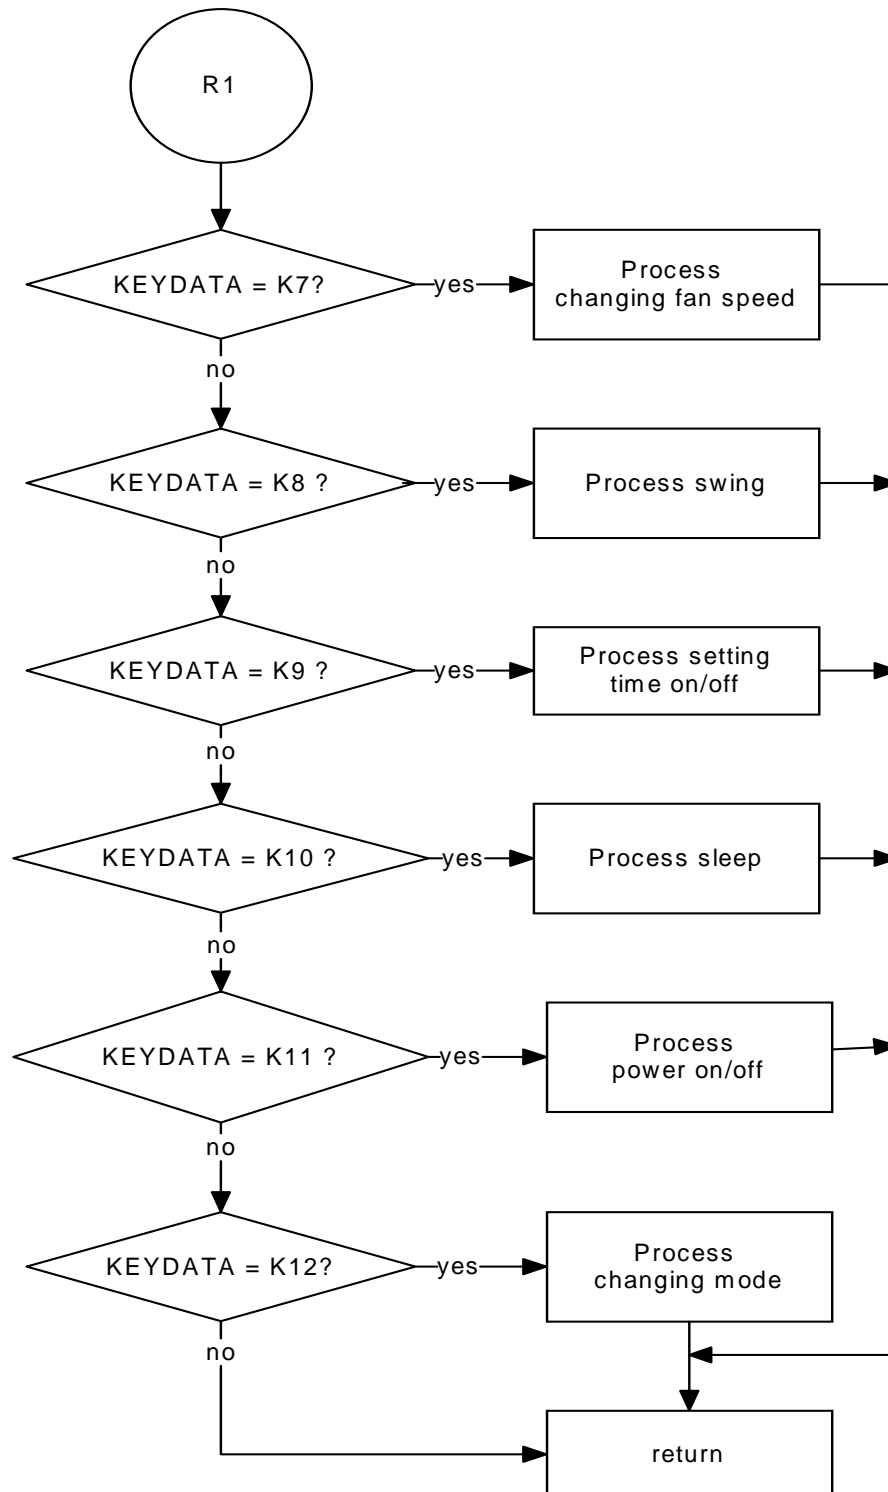 R1
KEYDATA = K7?
yes
Process
changing fan speed
no
KEYDATA = K8 ?
yes
Process swing
no
KEYDATA = K9 ?
yes
Process setting
time on/off
no
KEYDATA = K10 ?
yes
Process sleep
no
KEYDATA = K11 ?
yes
Process
power on/off
no
KEYDATA = K12?
yes
Process
changing mode
no
return